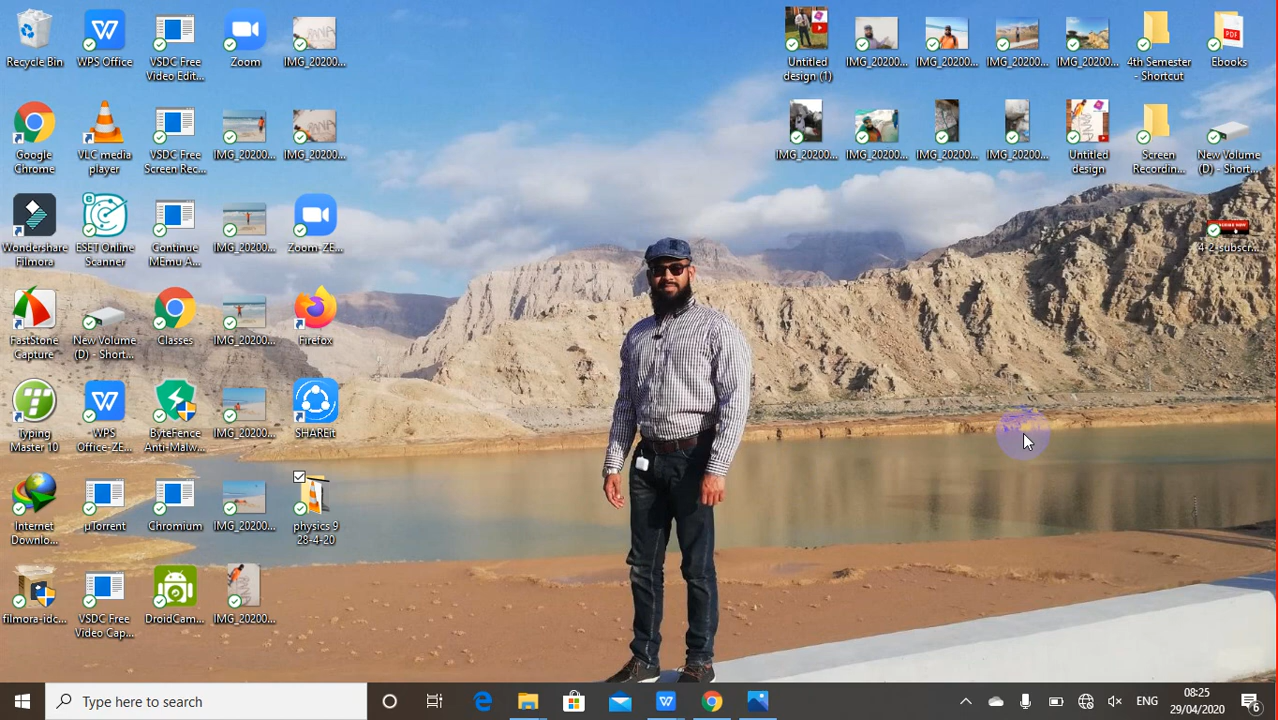 Recycle Bin
WPS Office
VSDC Free
Video Edit...
Zoom
IMG_20200...
Untitled
design (1)
IMG_20200...
IMG_20200...
IMG_20200...
IMG_20200...
4th Semester
- Shortcut
PDF
Ebooks
Google
Chrome
VLC media
player
VSDC Free
Screen Rec...
IMG_20200...
IMG_20200...
IMG_20200...
IMG_20200...
IMG_20200...
IMG_20200...
Untitled
design
Screen
Recordin...
New Volume
(D) - Short...
Wondershare
Filmora
ESET Online
Scanner
Continue
MEmu A...
IMG_20200...
Zoom-ZE...
4-2_subscr...
FastStone
Capture
New Volume
(D) - Short...
Classes
IMG_20200...
Firefox
Typing
Master 10
WPS
Office-ZE...
ByteFence
Anti-Malw...
IMG_20200...
SHAREit
Internet
Downlo...
µTorrent
Chromium
IMG_20200...
physics 9
28-4-20
filmora-idc...
VSDC Free
Video Cap...
DroidCam...
IMG_20200...
Type here to search
ENG
08:25
29/04/2020
6